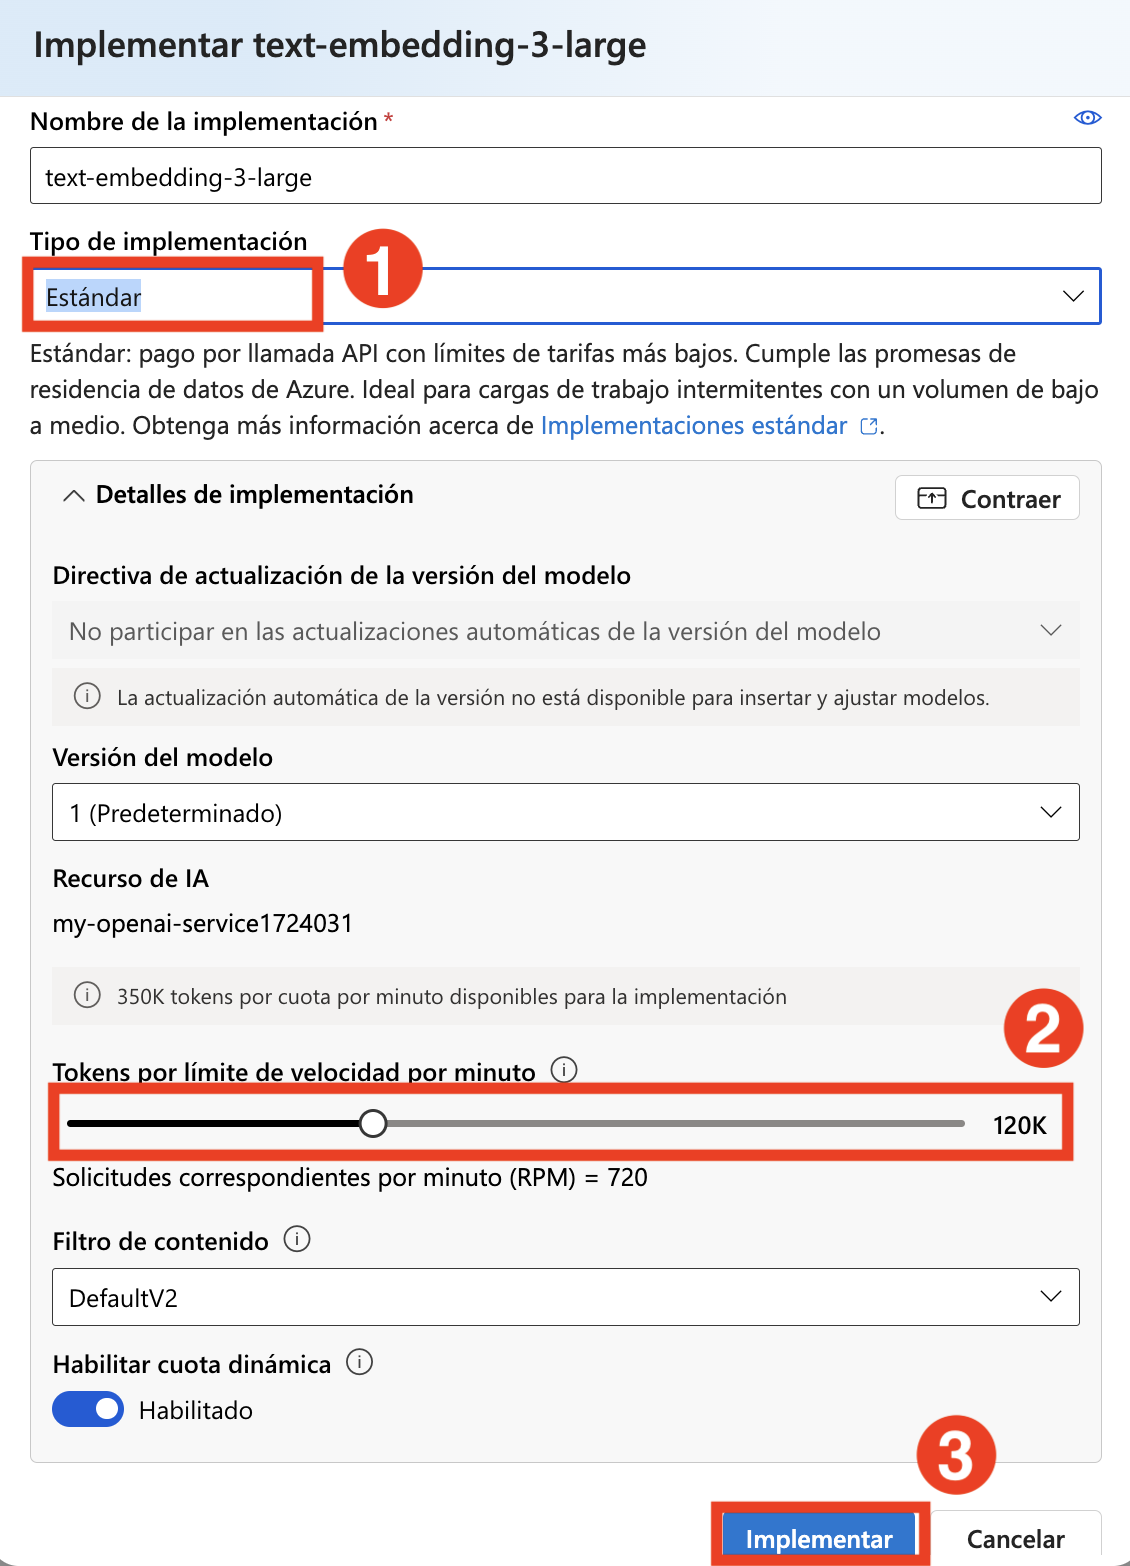 Implementar text-embedding-3-large
Nombre de la implementación *
text-embedding-3-large
Tipo de implementación
1
Estándar
Estándar: pago por llamada API con límites de tarifas más bajos. Cumple las promesas de
residencia de datos de Azure. Ideal para cargas de trabajo intermitentes con un volumen de bajo
a medio. Obtenga más información acerca de Implementaciones estándar .
Detalles de implementación
Contraer
Directiva de actualización de la versión del modelo
No participar en las actualizaciones automáticas de la versión del modelo
La actualización automática de la versión no está disponible para insertar y ajustar modelos.
Versión del modelo
1 (Predeterminado)
Recurso de IA
my-openai-service1724031
350K tokens por cuota por minuto disponibles para la implementación
2
Tokens por límite de velocidad por minuto
120K
Solicitudes correspondientes por minuto (RPM) = 720
Filtro de contenido
DefaultV2
Habilitar cuota dinámica
Habilitado
3
Implementar
Cancelar